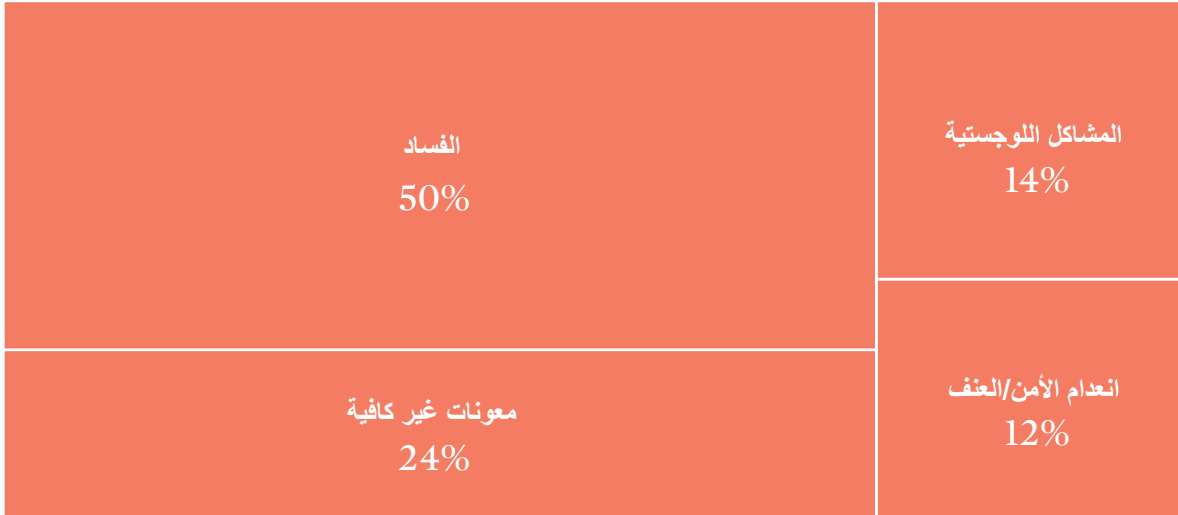 الفساد
50%
معونات غير كافية
24%
المشاكل اللوجستية
14%
انعدام الأمن/العنف
12%